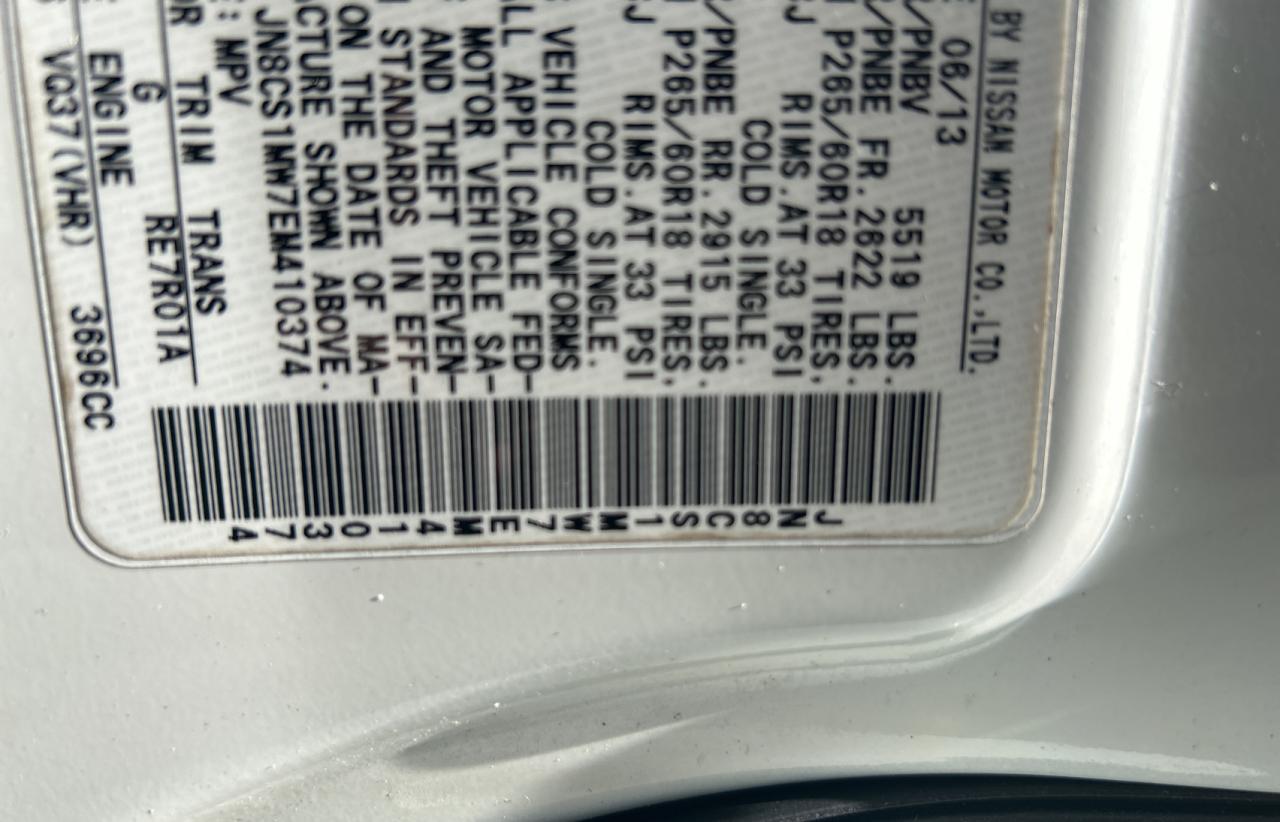 BY NISSAN MOTOR CO.,LTD.
06/13
/PNBV 5519 LBS.
/PNBE FR. 2622 LBS.
P265/60R18 TIRES,
J RIMS.AT 33 PSI
COLD SINGLE.
/PNBE RR. 2915 LBS.
P265/60R18 TIRES,
J RIMS.AT 33 PSI
COLD SINGLE.
VEHICLE CONFORMS
ALL APPLICABLE FED-
MOTOR VEHICLE SA-
AND THEFT PREVEN-
STANDARDS IN EFF-
ON THE DATE OF MA-
ACTURE SHOWN ABOVE.
JN8CS1MW7EM410374
: MPV
OR TRIM TRANS
G RE7R01A
ENGINE
VQ37(VHR) 3696CC
JN8CS1MW7EM410374